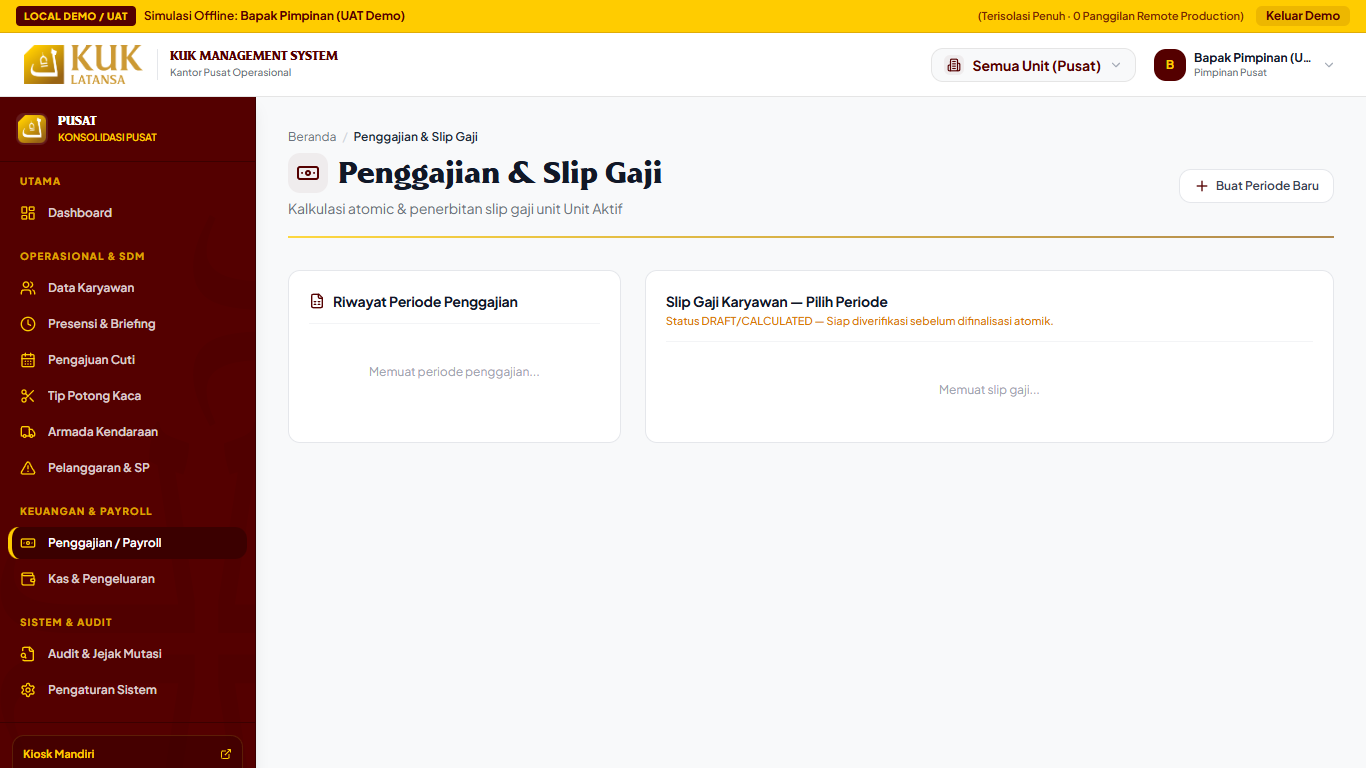 LOCAL DEMO / UAT Simulasi Offline: Bapak Pimpinan (UAT Demo) (Terisolasi Penuh · 0 Panggilan Remote Production) Keluar Demo
KUK LATANSA
KUK MANAGEMENT SYSTEM
Kantor Pusat Operasional
Semua Unit (Pusat)
B
Bapak Pimpinan (U...
Pimpinan Pusat
PUSAT
KONSOLIDASI PUSAT
UTAMA
Dashboard
OPERASIONAL & SDM
Data Karyawan
Presensi & Briefing
Pengajuan Cuti
Tip Potong Kaca
Armada Kendaraan
Pelanggaran & SP
KEUANGAN & PAYROLL
Penggajian / Payroll
Kas & Pengeluaran
SISTEM & AUDIT
Audit & Jejak Mutasi
Pengaturan Sistem
Kiosk Mandiri
Beranda / Penggajian & Slip Gaji
Penggajian & Slip Gaji
Kalkulasi atomic & penerbitan slip gaji unit Unit Aktif
Buat Periode Baru
Riwayat Periode Penggajian
Memuat periode penggajian...
Slip Gaji Karyawan — Pilih Periode
Status DRAFT/CALCULATED — Siap diverifikasi sebelum difinalisasi atomik.
Memuat slip gaji...